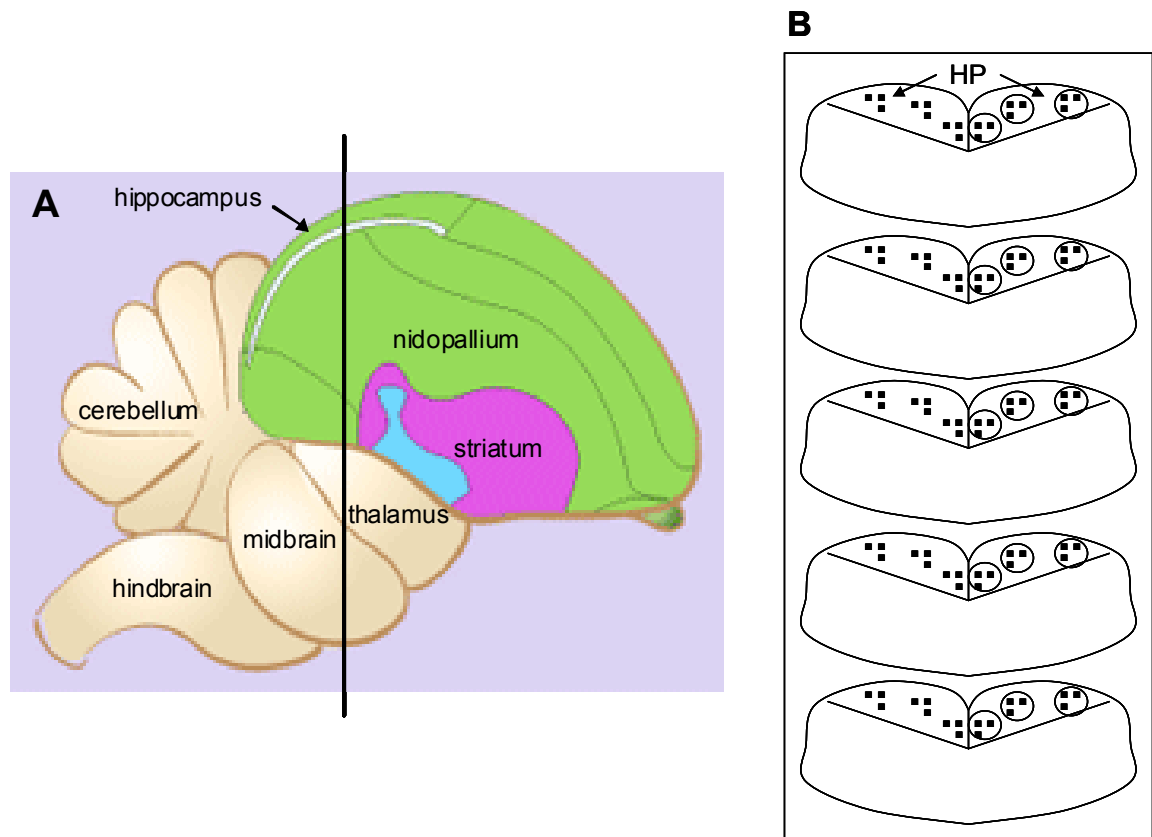 B
HP
A
hippocampus
nidopallium
cerebellum
striatum
thalamus
midbrain
hindbrain